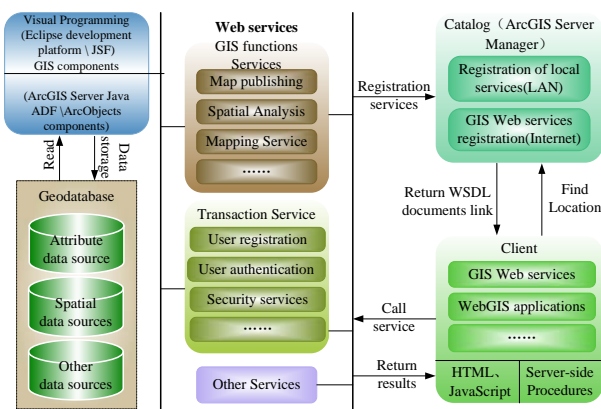 Visual Programming
(Eclipse development
platform \ JSF)
GIS components
(ArcGIS Server Java
ADF \ArcObjects
components)
Read
Data
storage
Geodatabase
Attribute
data source
Spatial
data sources
Other
data sources
Web services
GIS functions
Services
Map publishing
Spatial Analysis
Mapping Service
……
Transaction Service
User registration
User authentication
Security services
……
Other Services
Registration
services
Call
service
Return
results
Catalog（ArcGIS Server
Manager）
Registration of local
services(LAN)
GIS Web services
registration(Internet)
Return WSDL
documents link
Find
Location
Client
GIS Web services
WebGIS applications
……
HTML、
JavaScript
Server-side
Procedures